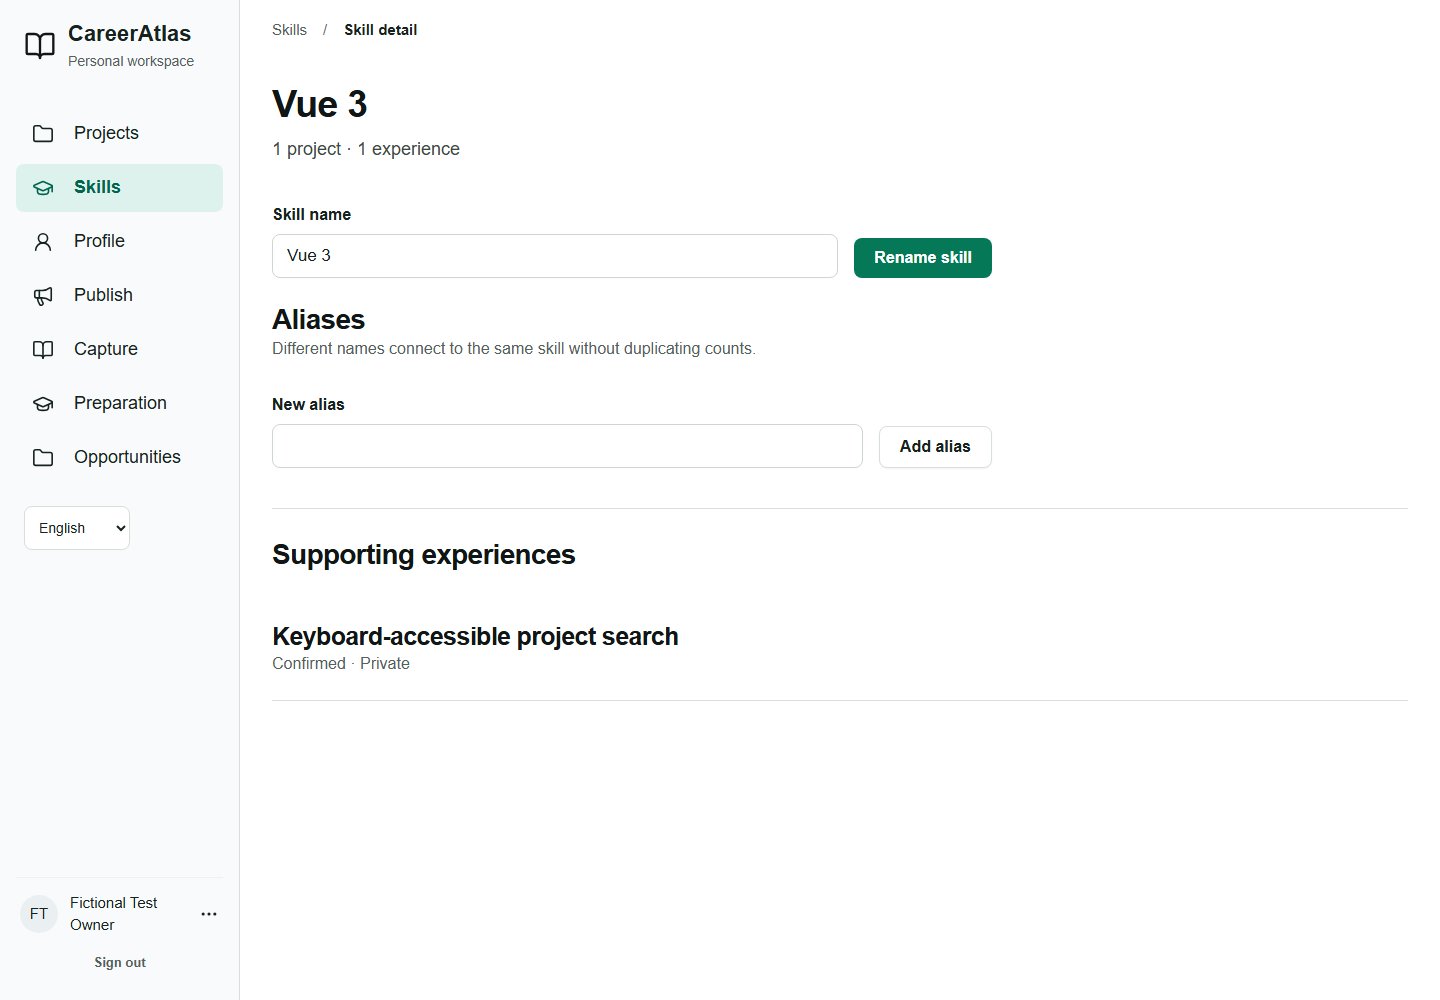 CareerAtlas
Personal workspace
Projects
Skills
Profile
Publish
Capture
Preparation
Opportunities
English
FT
Fictional Test
Owner
Sign out
Skills / Skill detail
Vue 3
1 project · 1 experience
Skill name
Vue 3
Rename skill
Aliases
Different names connect to the same skill without duplicating counts.
New alias
Add alias
Supporting experiences
Keyboard-accessible project search
Confirmed · Private